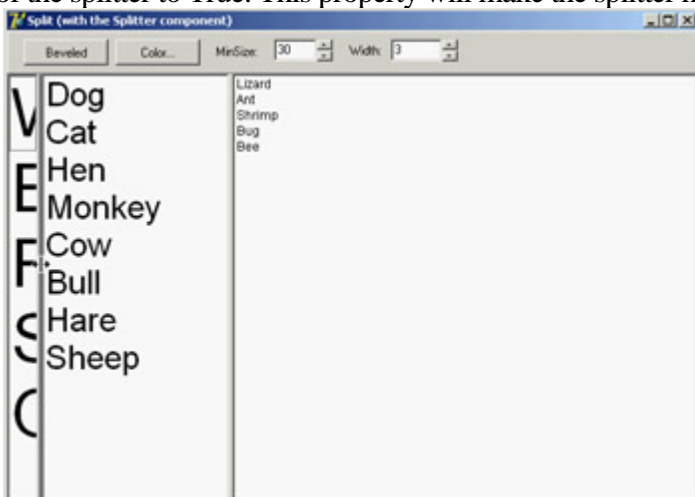 of the splitter to True. This property will make the splitter
Split (with the Splitter component)
Beveled Color... MinSize: 30 Width: 3
V
E
F
S
C
Dog
Cat
Hen
Monkey
Cow
Bull
Hare
Sheep
Lizard
Ant
Shrimp
Bug
Bee